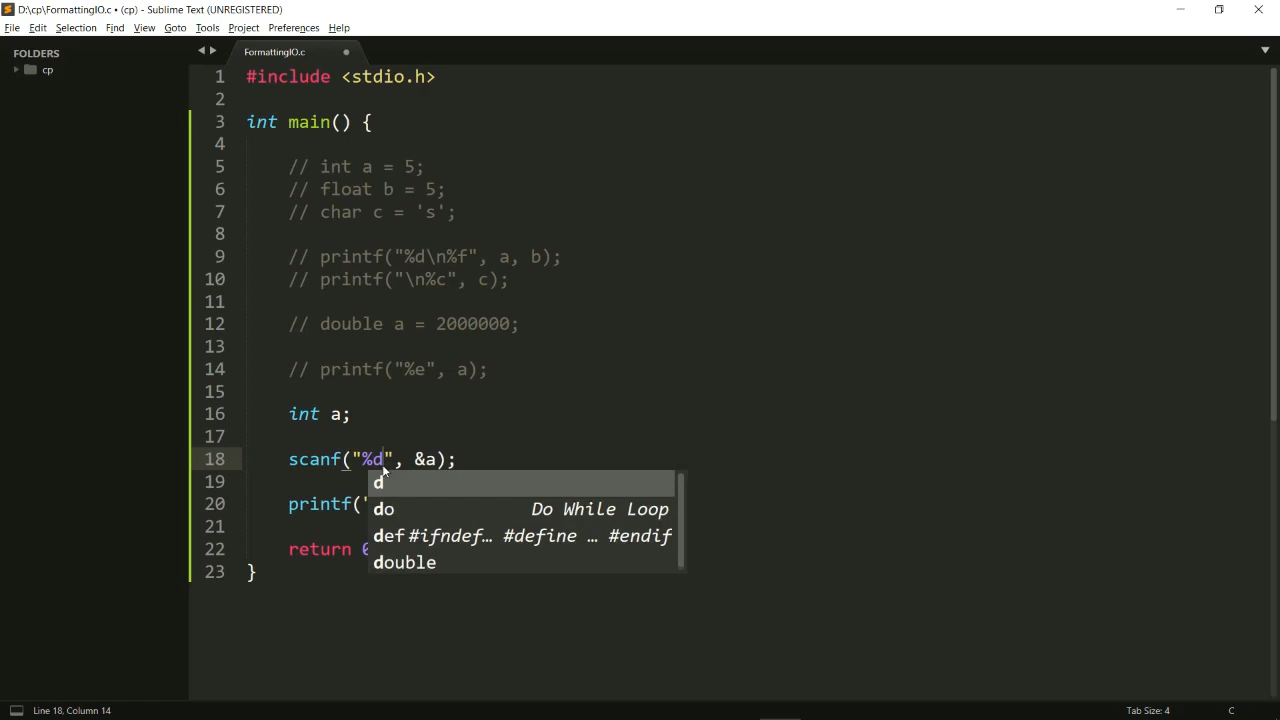 D:\cp\FormattingIO.c • (cp) - Sublime Text (UNREGISTERED)
File Edit Selection Find View Goto Tools Project Preferences Help
FOLDERS
cp
FormattingIO.c
1 #include <stdio.h>
2
3 int main() {
4
5 // int a = 5;
6 // float b = 5;
7 // char c = 's';
8
9 // printf("%d\n%f", a, b);
10 // printf("\n%c", c);
11
12 // double a = 2000000;
13
14 // printf("%e", a);
15
16 int a;
17
18 scanf("%d", &a);
19
20 printf("
21
22 return 0
23 }
d
do Do While Loop
def #ifndef… #define … #endif
double
Line 18, Column 14
Tab Size: 4
C